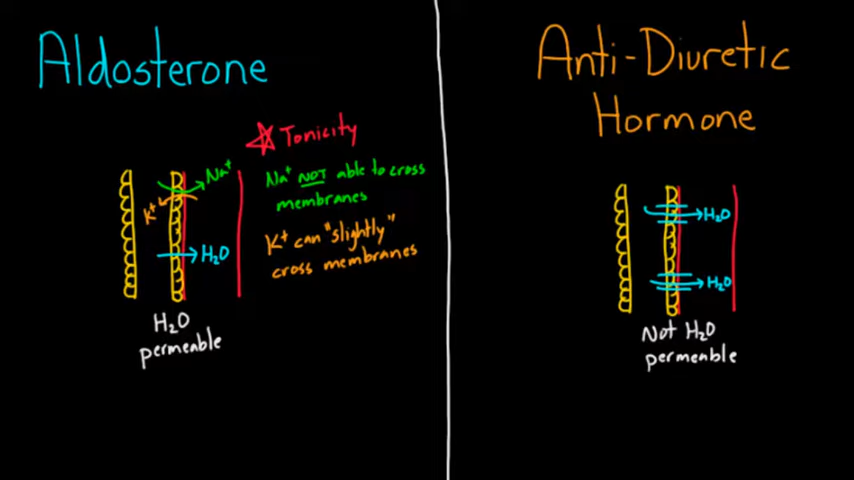 Aldosterone
☆ Tonicity
Na⁺ NOT able to cross
membranes
K⁺ can "slightly"
cross membranes
Na⁺
K⁺
H₂O
H₂O
permeable
Anti-Diuretic
Hormone
H₂O
H₂O
Not H₂O
permeable